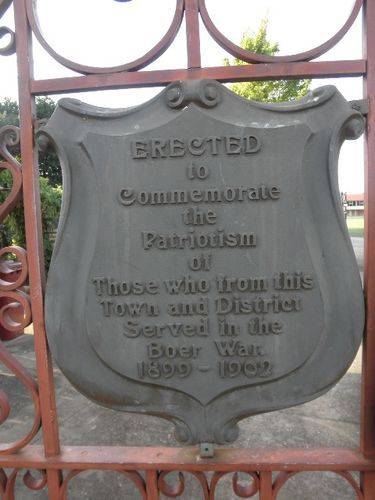 ERECTED
to
Commemorate
the
Patriotism
of
Those who from this
Town and District
Served in the
Boer War.
1899 - 1902